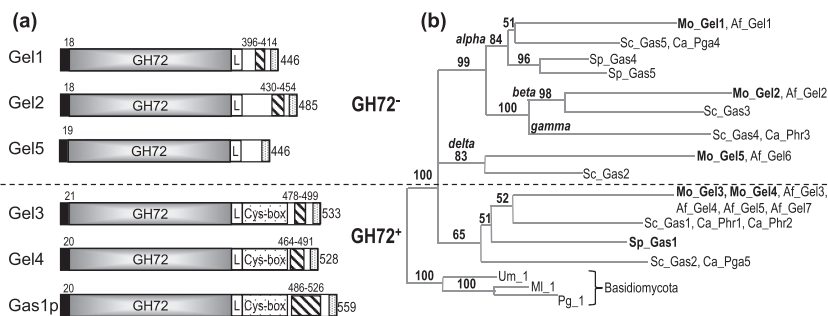 (a)
18
396-414
Gel1
GH72
L
446
18
430-454
Gel2
GH72
L
485
GH72-
19
Gel5
GH72
L
446
21
478-499
Gel3
GH72
L
Cys-box
533
20
464-491
Gel4
GH72
L
Cys-box
528
GH72+
20
486-526
Gas1p
GH72
L
Cys-box
559
(b)
51
Mo_Gel1, Af_Gel1
alpha
84
Sc_Gas5, Ca_Pga4
99
96
Sp_Gas4
Sp_Gas5
beta
98
Mo_Gel2, Af_Gel2
100
Sc_Gas3
gamma
Sc_Gas4, Ca_Phr3
delta
83
Mo_Gel5, Af_Gel6
100
Sc_Gas2
52
Mo_Gel3, Mo_Gel4, Af_Gel3,
Af_Gel4, Af_Gel5, Af_Gel7
51
Sc_Gas1, Ca_Phr1, Ca_Phr2
65
Sp_Gas1
Sc_Gas2, Ca_Pga5
100
Um_1
100
Ml_1
Pg_1
Basidiomycota